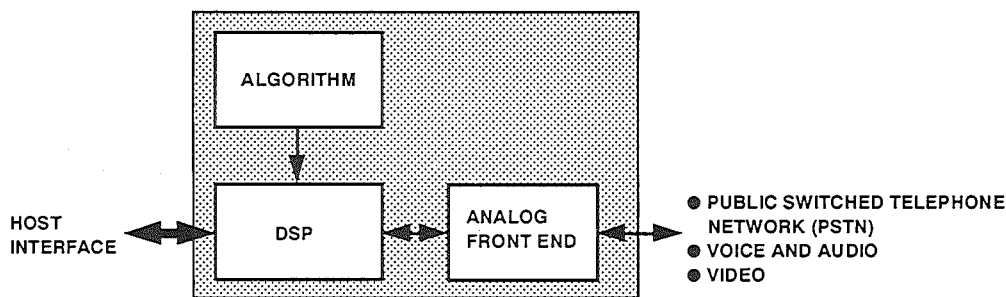 ALGORITHM
HOST
INTERFACE
DSP
ANALOG
FRONT END
● PUBLIC SWITCHED TELEPHONE
NETWORK (PSTN)
● VOICE AND AUDIO
● VIDEO